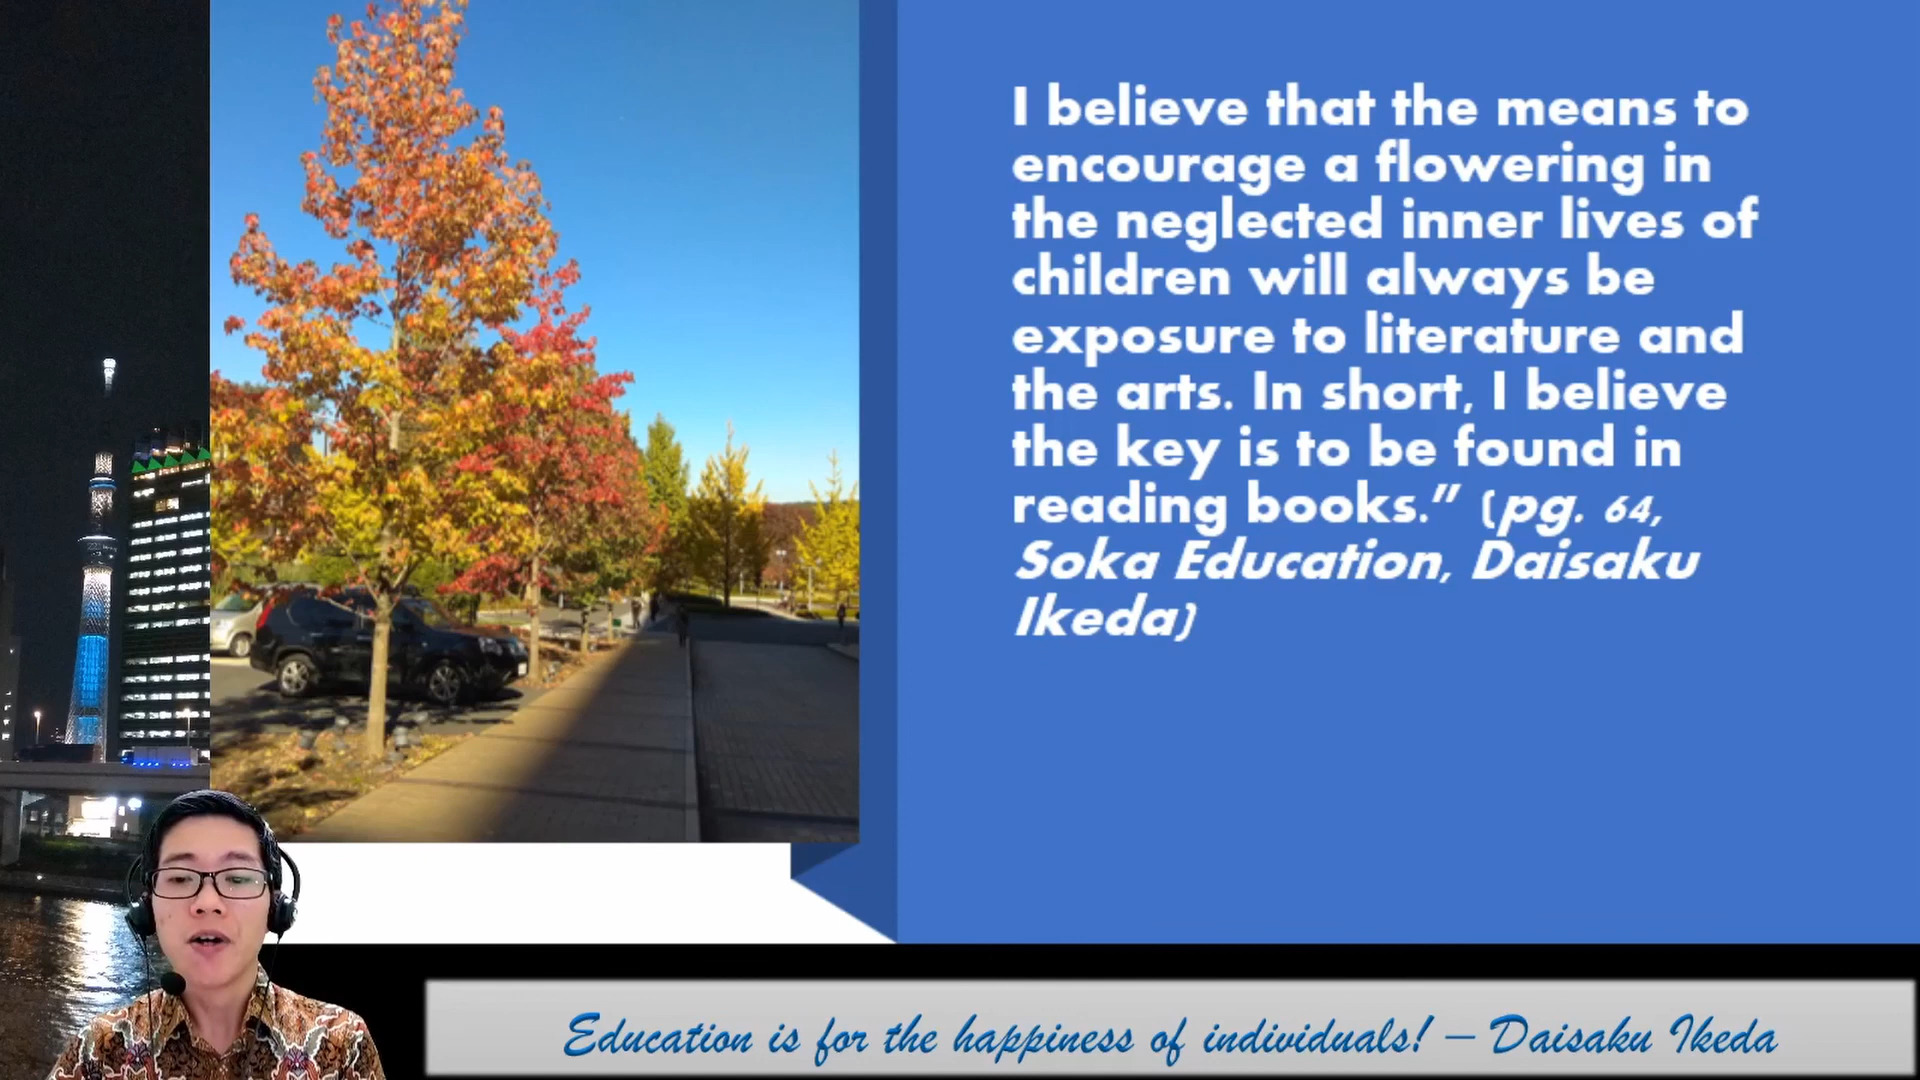 I believe that the means to
encourage a flowering in
the neglected inner lives of
children will always be
exposure to literature and
the arts. In short, I believe
the key is to be found in
reading books.” (pg. 64,
Soka Education, Daisaku
Ikeda)
Education is for the happiness of individuals! – Daisaku Ikeda